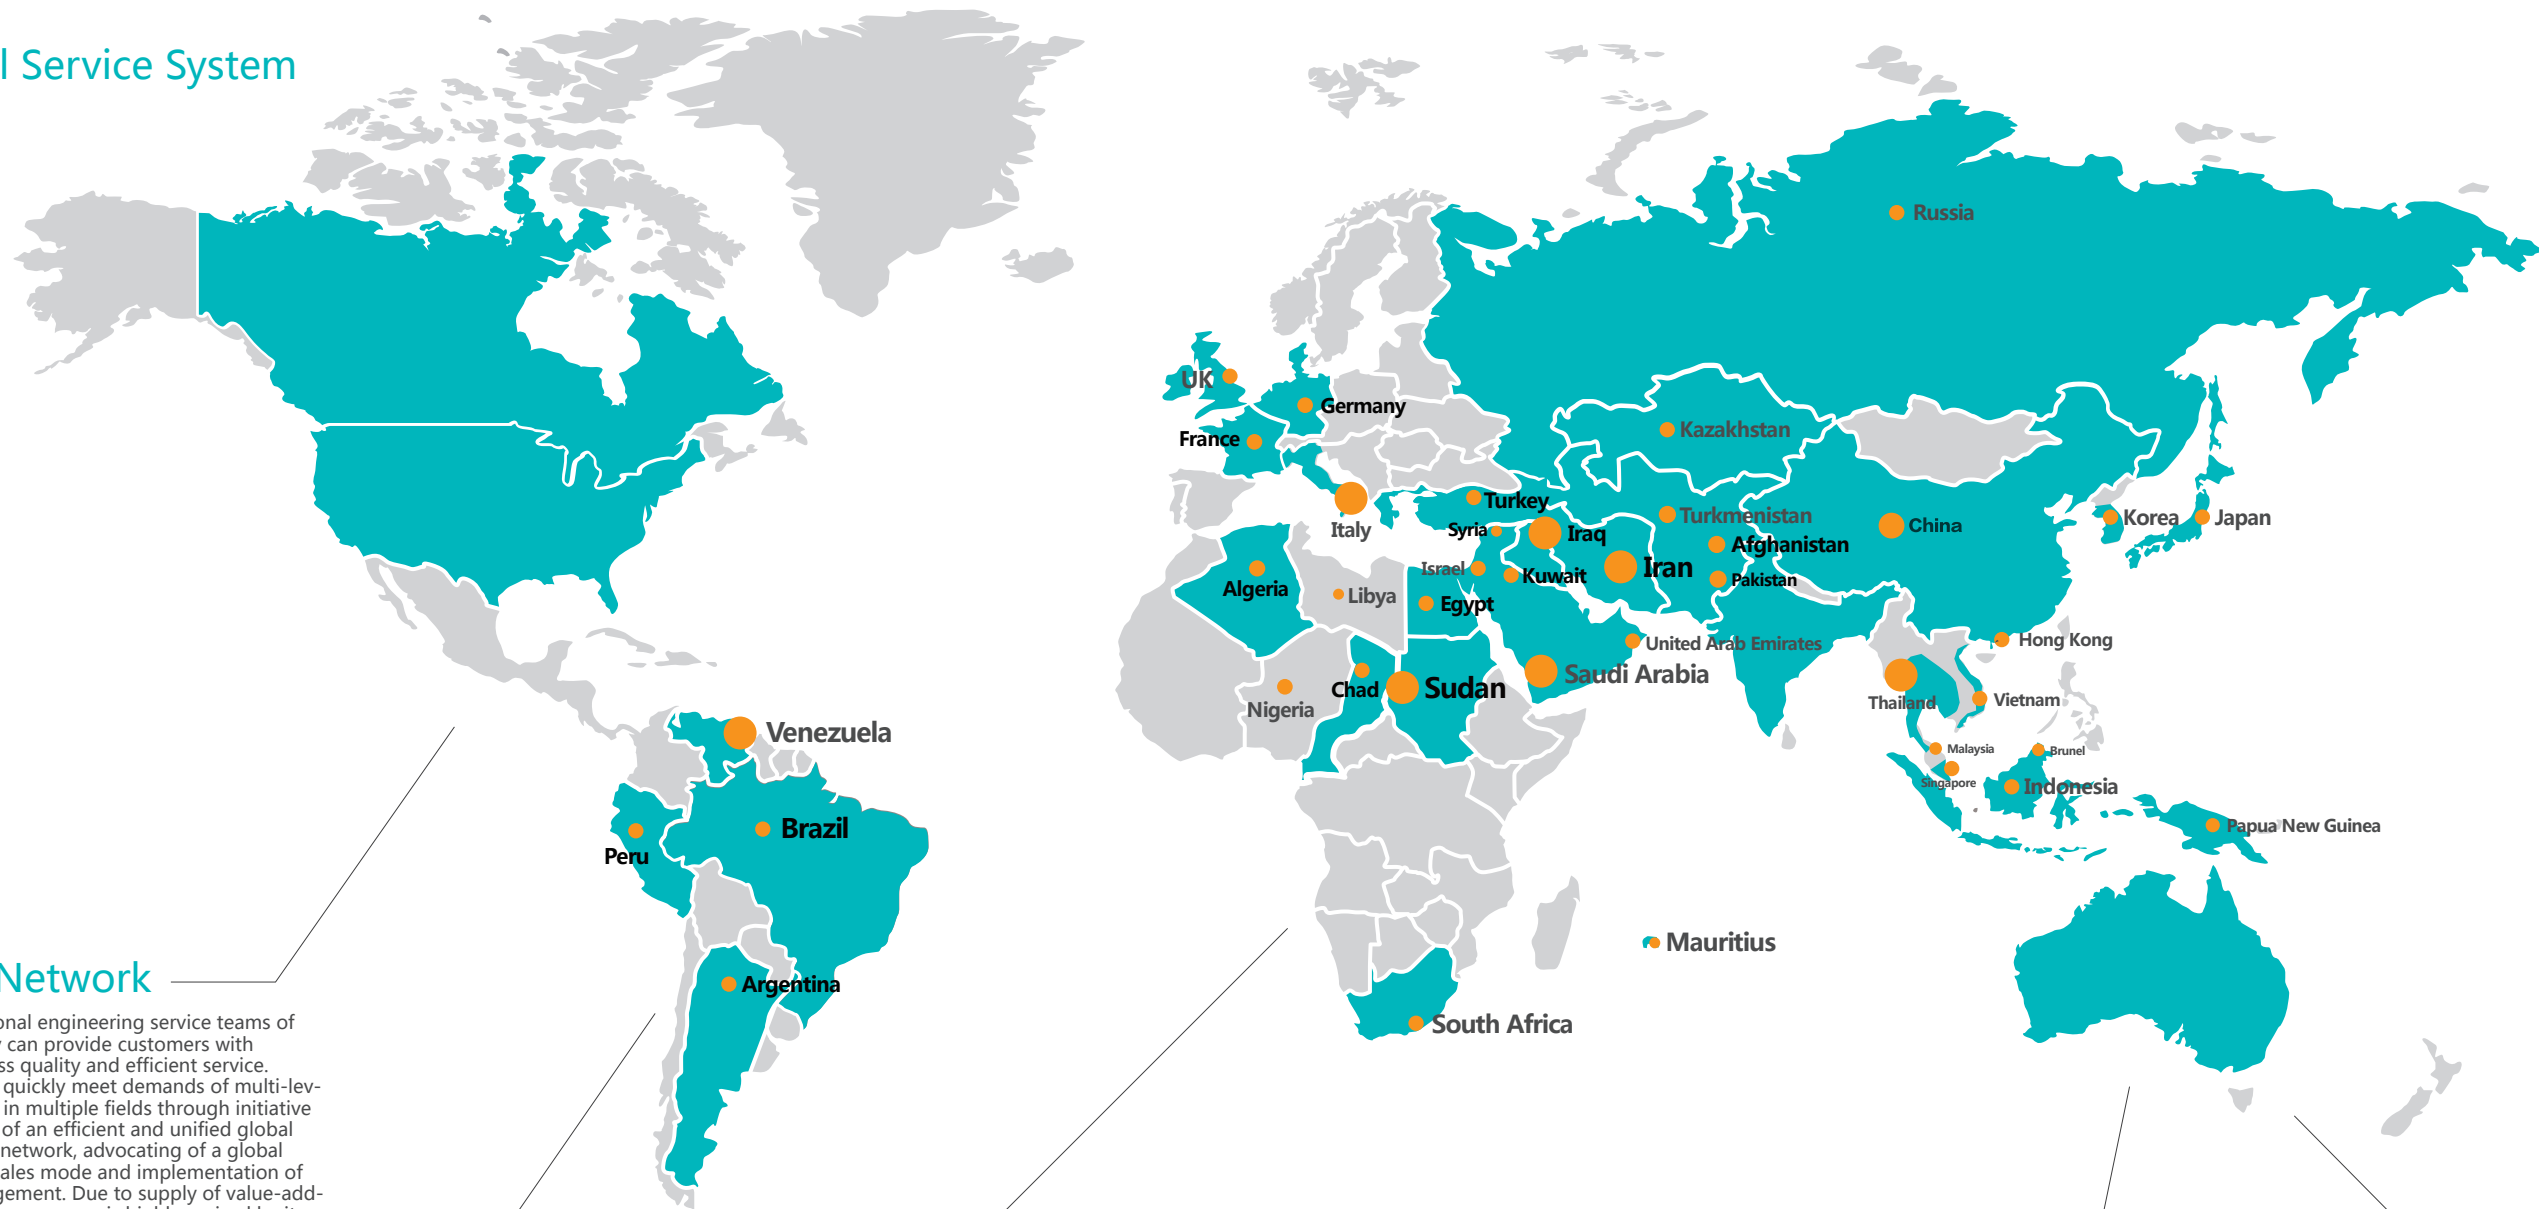 l Service System
Russia
UK
Germany
France
Kazakhstan
Italy
Turkey
Syria
Iraq
Turkmenistan
Afghanistan
China
Korea
Japan
Israel
Kuwait
Iran
Pakistan
Algeria
Libya
Egypt
United Arab Emirates
Hong Kong
Saudi Arabia
Chad
Sudan
Nigeria
Thailand
Vietnam
Venezuela
Malaysia
Brunel
Singapore
Indonesia
Brazil
Peru
Papua New Guinea
Mauritius
Argentina
South Africa
Network
onal engineering service teams of
y can provide customers with
ss quality and efficient service.
quickly meet demands of multi-lev-
in multiple fields through initiative
of an efficient and unified global
network, advocating of a global
ales mode and implementation of
gement. Due to supply of value-add-